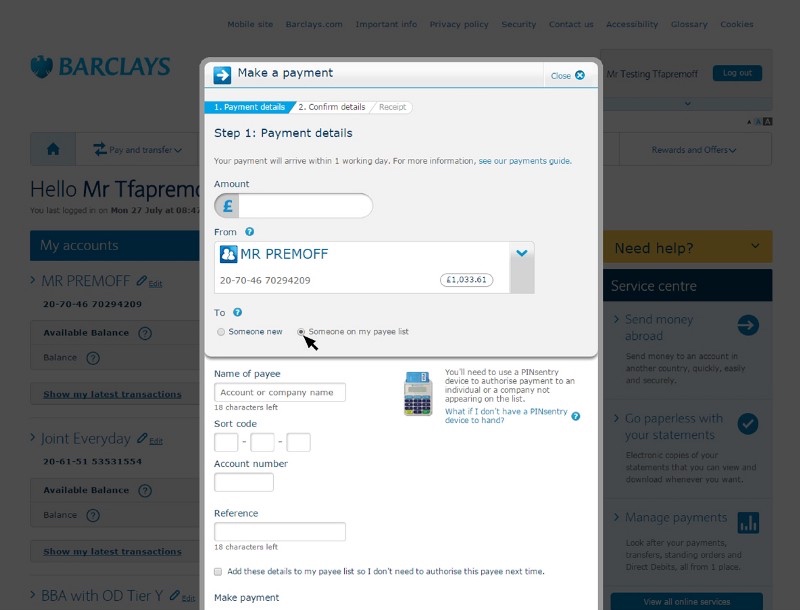 Mobile site Barclays.com Important info Privacy policy Security Contact us Accessibility Glossary Cookies
BARCLAYS
Mr Testing Tfapremoff Log out
A A A
Pay and transfer
Rewards and Offers
Hello Mr Tfapremo
You last logged in on Mon 27 July at 08:4
My accounts
MR PREMOFF Edit
20-70-46 70294209
Available Balance ?
Balance ?
Show my latest transactions
Joint Everyday Edit
20-61-51 53531554
Available Balance ?
Balance ?
Show my latest transactions
BBA with OD Tier Y Edit
Make a payment
Close
1. Payment details 2. Confirm details Receipt
Step 1: Payment details
Your payment will arrive within 1 working day. For more information, see our payments guide.
Amount
£
From ?
MR PREMOFF
20-70-46 70294209 £1,033.61
To ?
Someone new Someone on my payee list
Name of payee
Account or company name
18 characters left
Sort code
- -
Account number
Reference
18 characters left
Add these details to my payee list so I don't need to authorise this payee next time.
Make payment
You'll need to use a PINsentry
device to authorise payment to an
individual or a company not
appearing on the list.
What if I don't have a PINsentry
device to hand? ?
Need help?
Service centre
Send money
abroad
Send money to an account in
another country, quickly, easily
and securely.
Go paperless with
your statements
Electronic copies of your
statements that you can view and
download whenever you want.
Manage payments
Look after your payments,
transfers, standing orders and
Direct Debits, all from 1 place.
View all online services